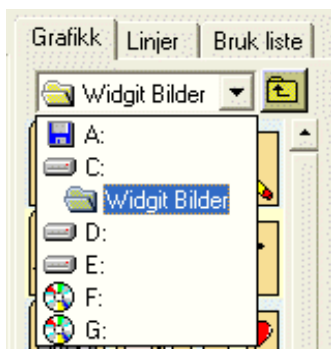 Grafikk Linjer Bruk liste
Widgit Bilder
A:
C:
Widgit Bilder
D:
E:
F:
G: